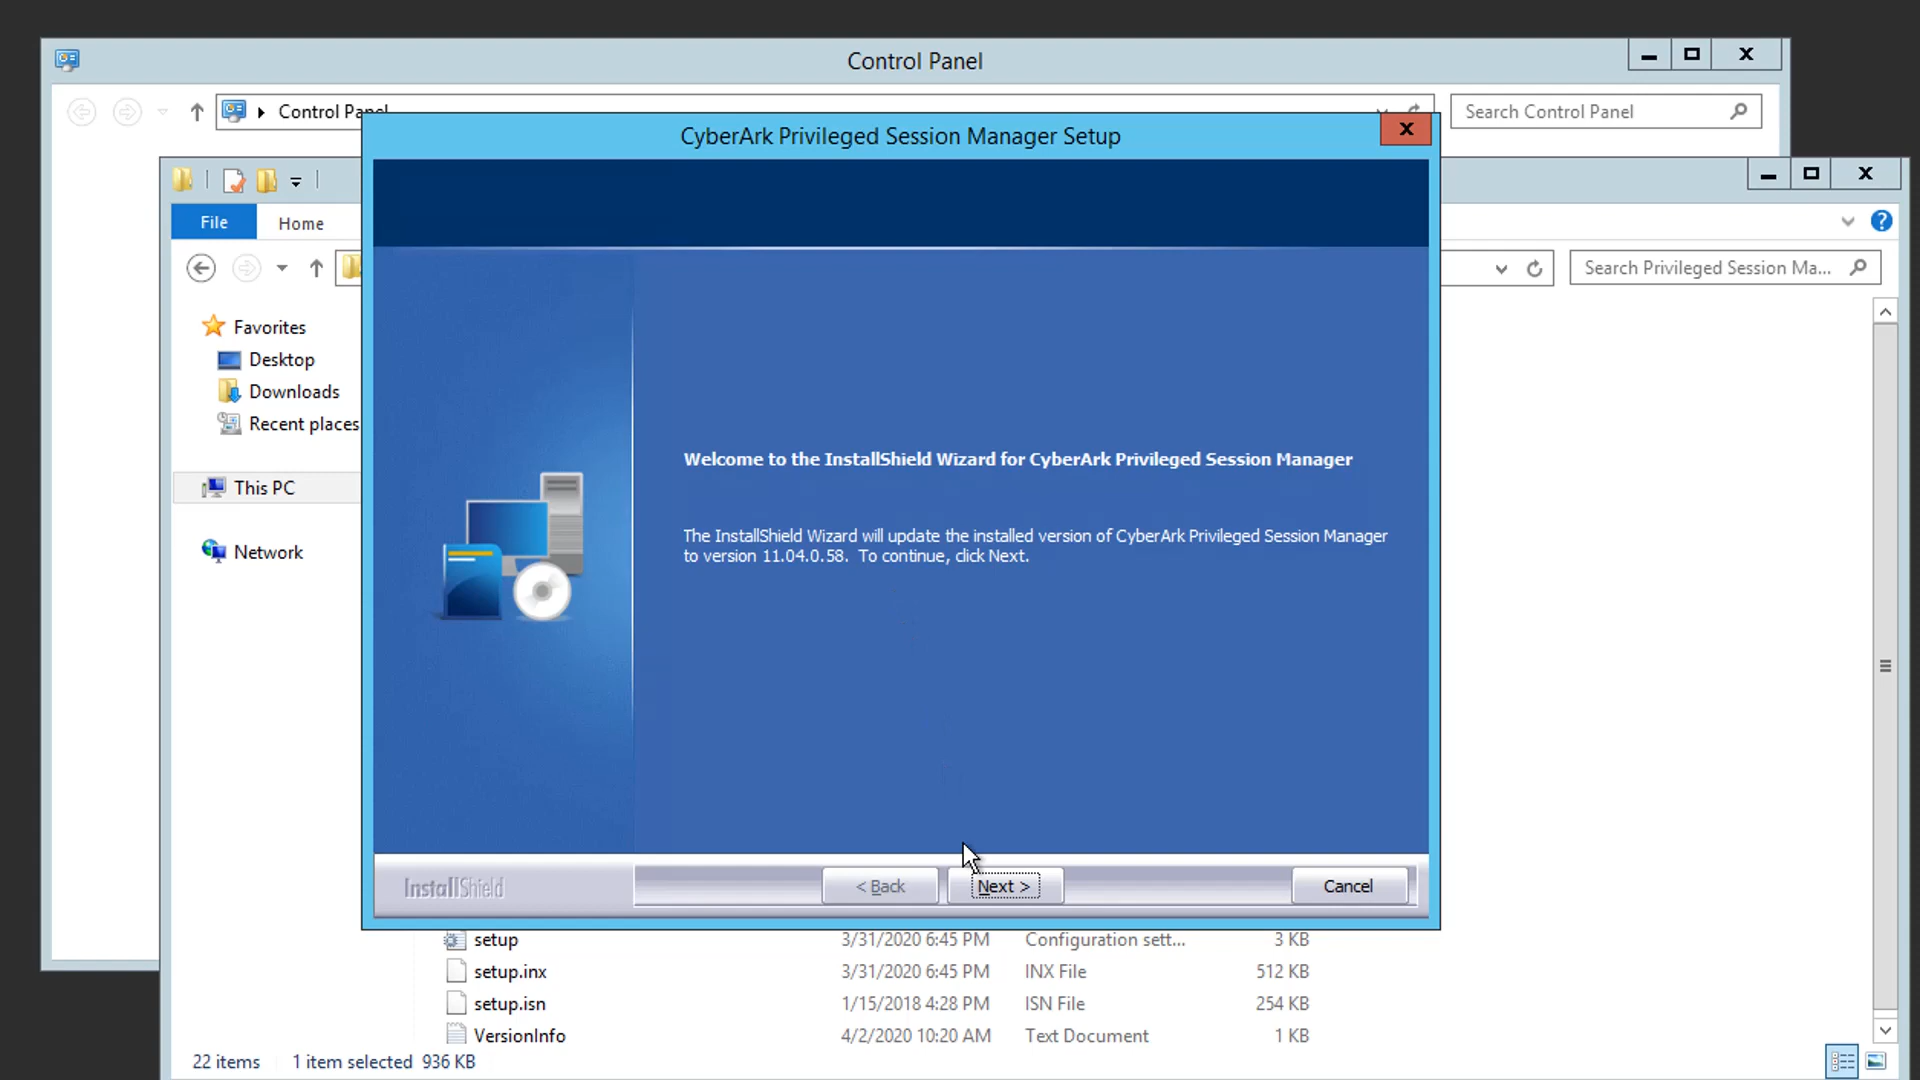 Control Panel
Control Panel
Search Control Panel
CyberArk Privileged Session Manager Setup
File
Home
Search Privileged Session Ma...
Favorites
Desktop
Downloads
Recent places
This PC
Network
Welcome to the InstallShield Wizard for CyberArk Privileged Session Manager
The InstallShield Wizard will update the installed version of CyberArk Privileged Session Manager
to version 11.04.0.58.  To continue, click Next.
InstallShield
< Back
Next >
Cancel
setup 3/31/2020 6:45 PM Configuration sett... 3 KB
setup.inx 3/31/2020 6:45 PM INX File 512 KB
setup.isn 1/15/2018 4:28 PM ISN File 254 KB
VersionInfo 4/2/2020 10:20 AM Text Document 1 KB
22 items 1 item selected 936 KB